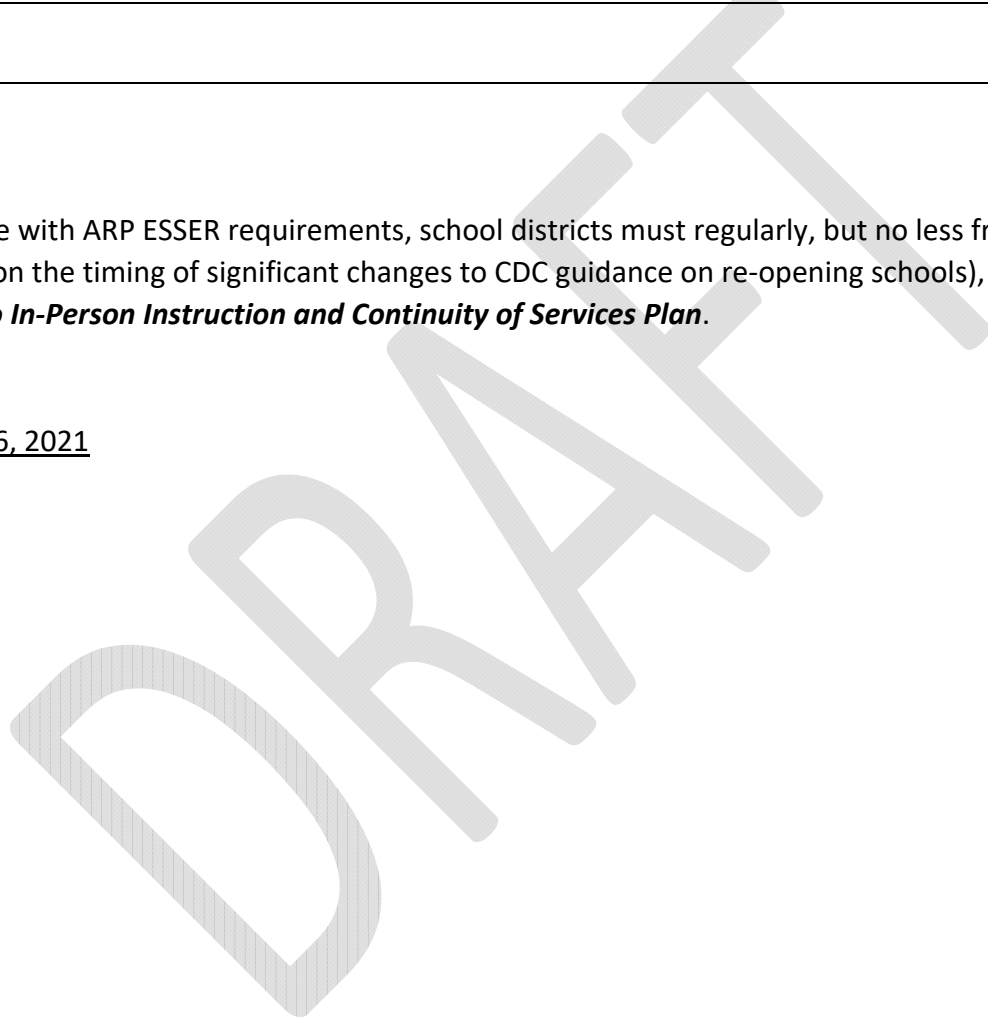 e with ARP ESSER requirements, school districts must regularly, but no less fr
on the timing of significant changes to CDC guidance on re-opening schools),
o In-Person Instruction and Continuity of Services Plan.
6, 2021
DRAFT